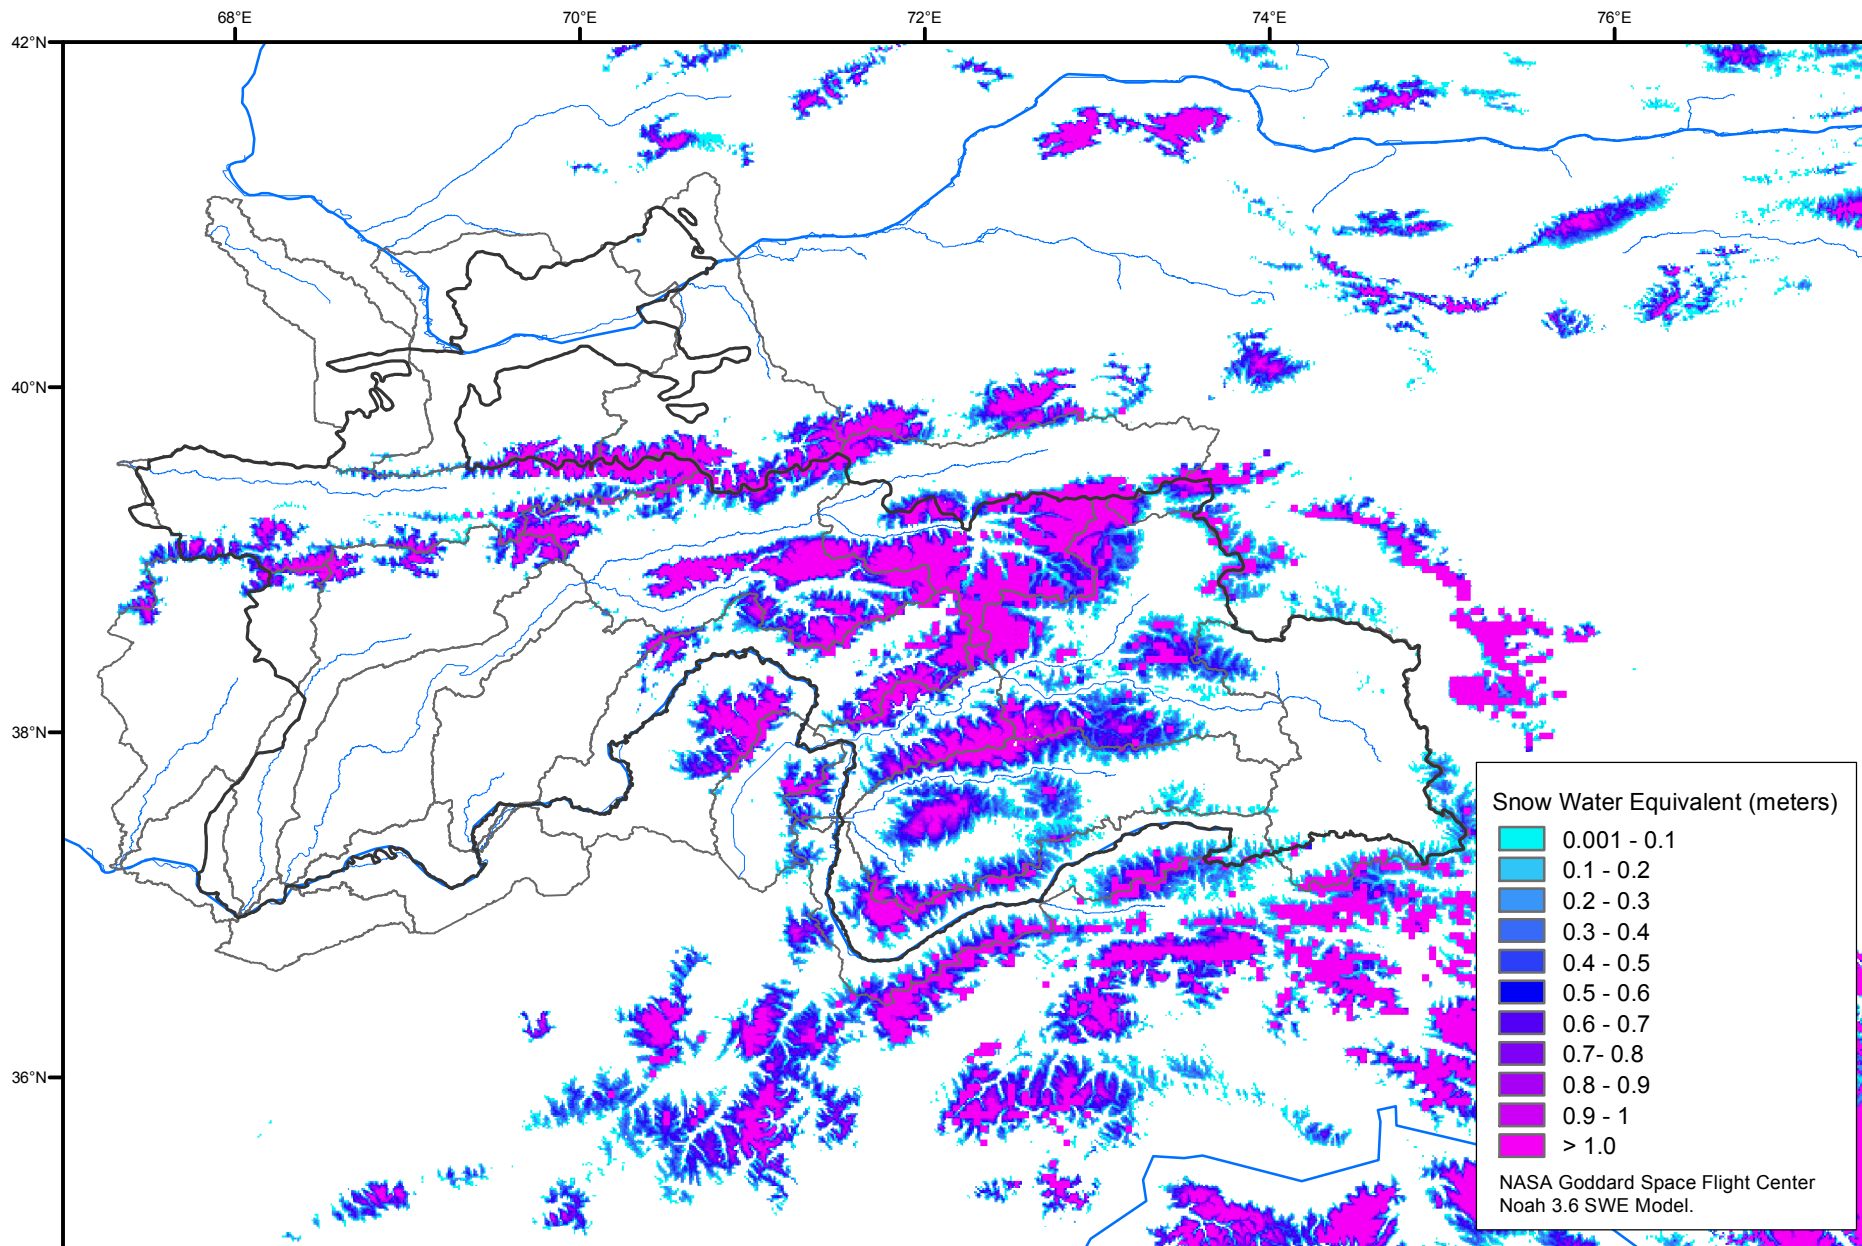 68°E 70°E 72°E 74°E 76°E
42°N
40°N
38°N
36°N
Snow Water Equivalent (meters)
0.001 - 0.1
0.1 - 0.2
0.2 - 0.3
0.3 - 0.4
0.4 - 0.5
0.5 - 0.6
0.6 - 0.7
0.7- 0.8
0.8 - 0.9
0.9 - 1
> 1.0
NASA Goddard Space Flight Center
Noah 3.6 SWE Model.